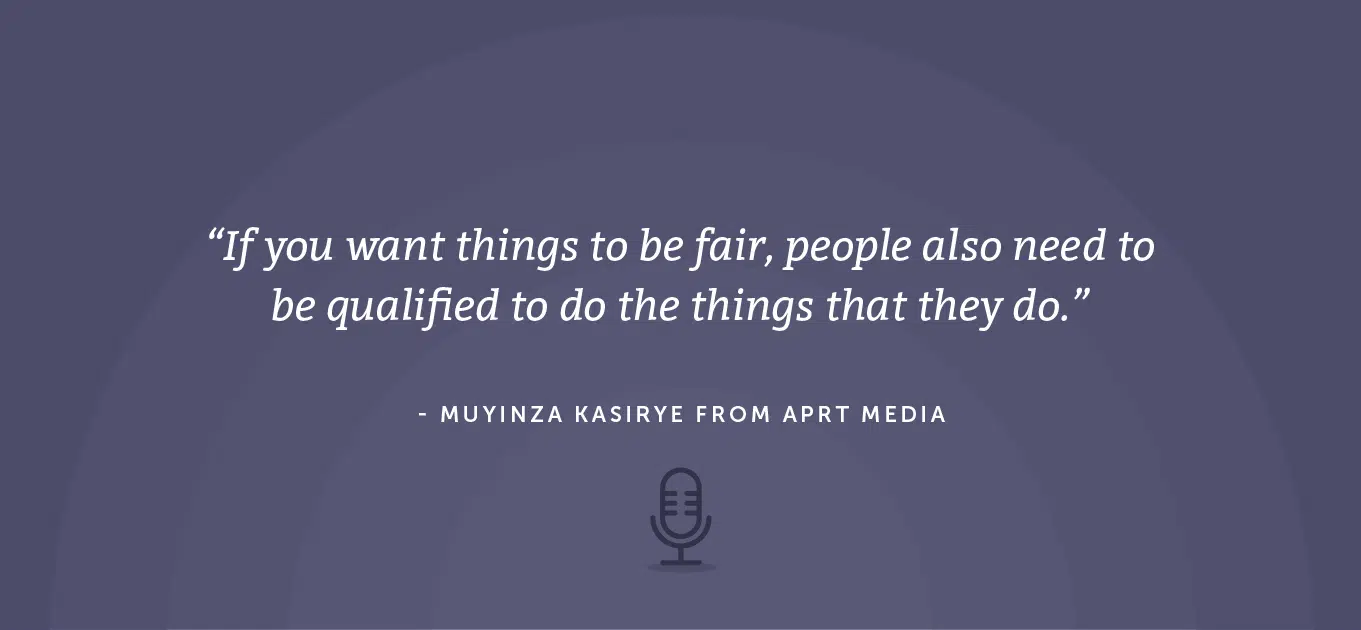 “If you want things to be fair, people also need to
be qualified to do the things that they do.”
- MUYINZA KASIRYE FROM APRT MEDIA